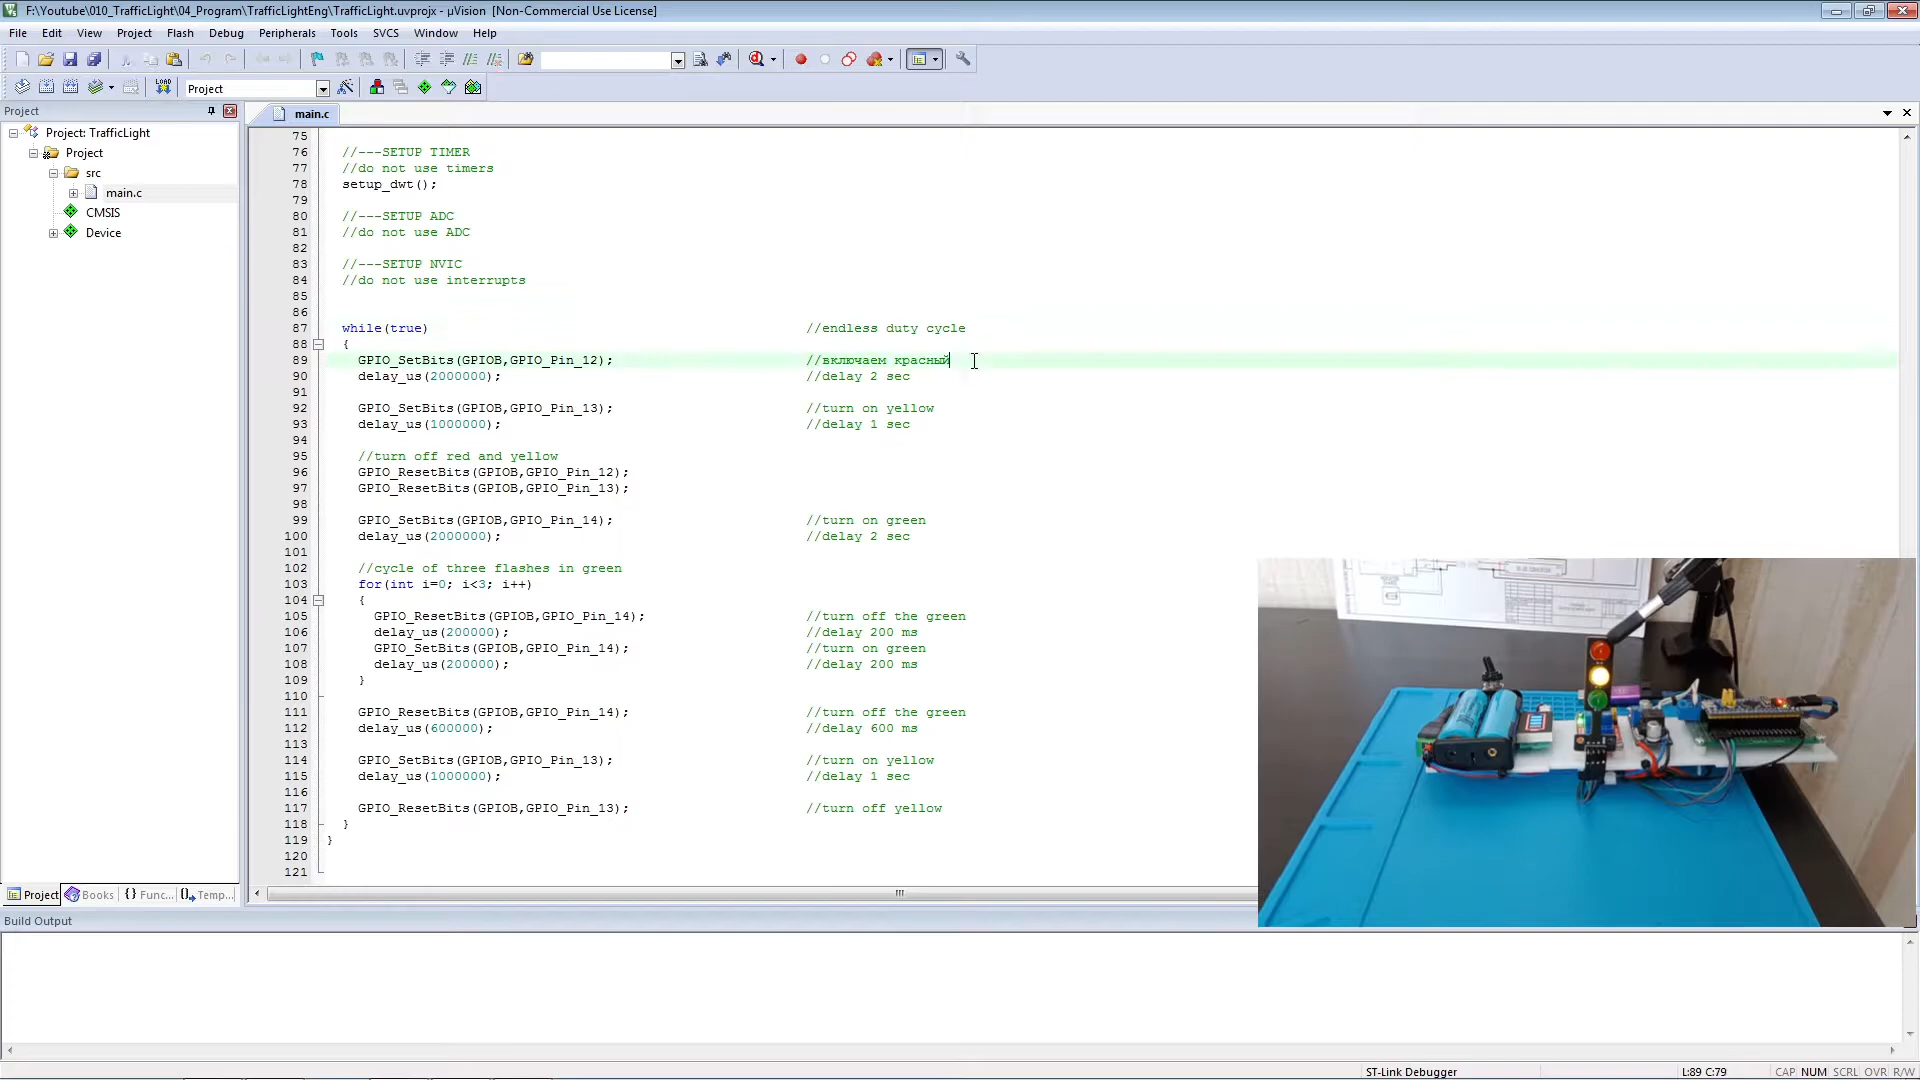 F:\Youtube\010_TrafficLight\04_Program\TrafficLightEng\TrafficLight.uvprojx - µVision [Non-Commercial Use License]
File Edit View Project Flash Debug Peripherals Tools SVCS Window Help
LOAD Project
Project
main.c
Project: TrafficLight
Project
src
main.c
CMSIS
Device
75
76 //---SETUP TIMER
77 //do not use timers
78 setup_dwt();
79
80 //---SETUP ADC
81 //do not use ADC
82
83 //---SETUP NVIC
84 //do not use interrupts
85
86
87 while(true) //endless duty cycle
88 {
89 GPIO_SetBits(GPIOB,GPIO_Pin_12); //включаем красный
90 delay_us(2000000); //delay 2 sec
91
92 GPIO_SetBits(GPIOB,GPIO_Pin_13); //turn on yellow
93 delay_us(1000000); //delay 1 sec
94
95 //turn off red and yellow
96 GPIO_ResetBits(GPIOB,GPIO_Pin_12);
97 GPIO_ResetBits(GPIOB,GPIO_Pin_13);
98
99 GPIO_SetBits(GPIOB,GPIO_Pin_14); //turn on green
100 delay_us(2000000); //delay 2 sec
101
102 //cycle of three flashes in green
103 for(int i=0; i<3; i++)
104 {
105 GPIO_ResetBits(GPIOB,GPIO_Pin_14); //turn off the green
106 delay_us(200000); //delay 200 ms
107 GPIO_SetBits(GPIOB,GPIO_Pin_14); //turn on green
108 delay_us(200000); //delay 200 ms
109 }
110
111 GPIO_ResetBits(GPIOB,GPIO_Pin_14); //turn off the green
112 delay_us(600000); //delay 600 ms
113
114 GPIO_SetBits(GPIOB,GPIO_Pin_13); //turn on yellow
115 delay_us(1000000); //delay 1 sec
116
117 GPIO_ResetBits(GPIOB,GPIO_Pin_13); //turn off yellow
118 }
119 }
120
121
Project Books {} Func... Temp...
Build Output
ST-Link Debugger L:89 C:79 CAP NUM SCRL OVR R/W